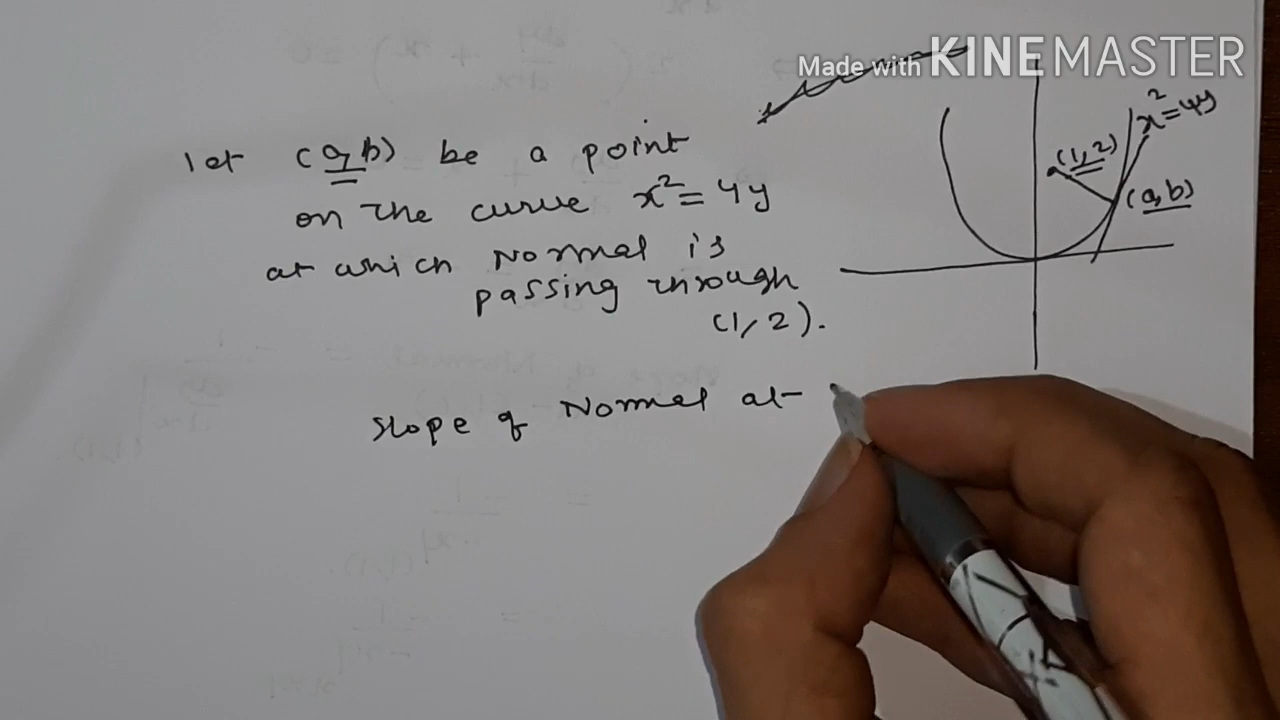 Made with KINEMASTER
let (a, b) be a point
on the curve x² = 4y
at which Normal is
passing through
(1, 2).
slope of Normal at
x² = 4y
(1, 2)
(a, b)